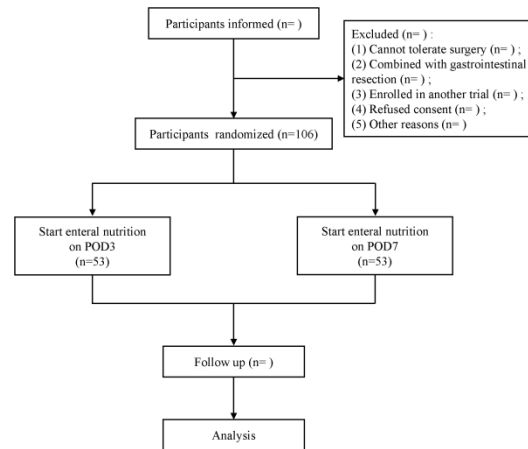 Participants informed (n= )
Excluded (n= ) :
(1) Cannot tolerate surgery (n= ) ;
(2) Combined with gastrointestinal
resection (n= ) ;
(3) Enrolled in another trial (n= ) ;
(4) Refused consent (n= ) ;
(5) Other reasons (n= )
Participants randomized (n=106)
Start enteral nutrition
on POD3
(n=53)
Start enteral nutrition
on POD7
(n=53)
Follow up (n= )
Analysis